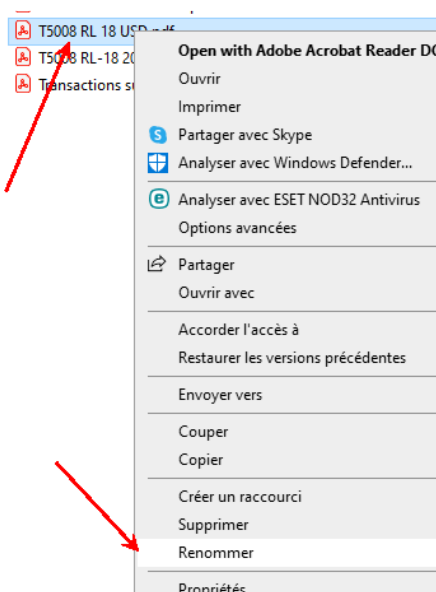 T5008 RL 18 USD.pdf
T5008 RL-18 20
Transactions su
Open with Adobe Acrobat Reader DC
Ouvrir
Imprimer
Partager avec Skype
Analyser avec Windows Defender...
Analyser avec ESET NOD32 Antivirus
Options avancées
Partager
Ouvrir avec
Accorder l'accès à
Restaurer les versions précédentes
Envoyer vers
Couper
Copier
Créer un raccourci
Supprimer
Renommer
Propriétés